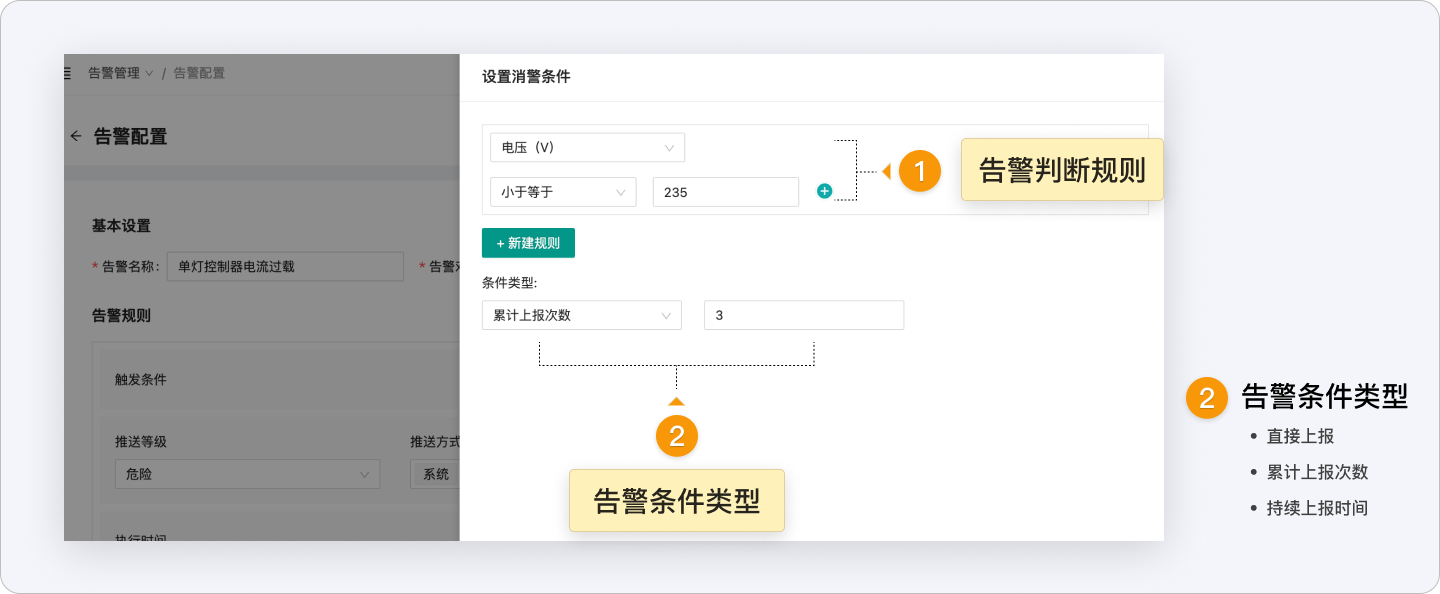 告警管理 / 告警配置
告警配置
基本设置
* 告警名称: 单灯控制器电流过载 * 告警
告警规则
触发条件
推送等级 推送方式
危险 系统
执行时间
设置消警条件
电压（V）
小于等于 235
+ 新建规则
条件类型:
累计上报次数 3
1 告警判断规则
2
告警条件类型
2 告警条件类型
• 直接上报
• 累计上报次数
• 持续上报时间